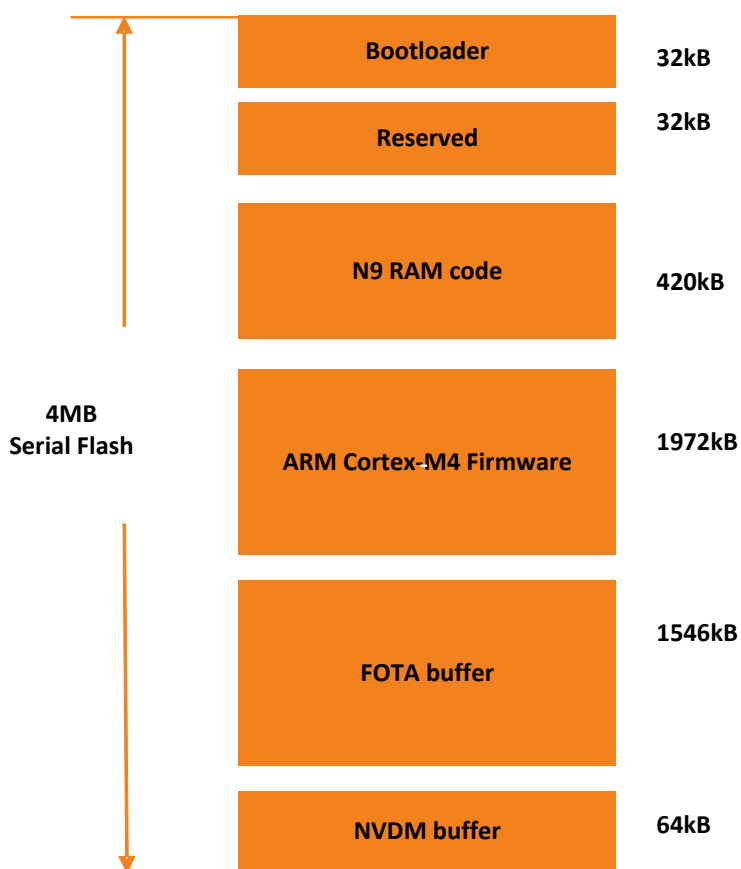 Bootloader
32kB
Reserved
32kB
N9 RAM code
420kB
4MB
Serial Flash
ARM Cortex-M4 Firmware
1972kB
FOTA buffer
1546kB
NVDM buffer
64kB